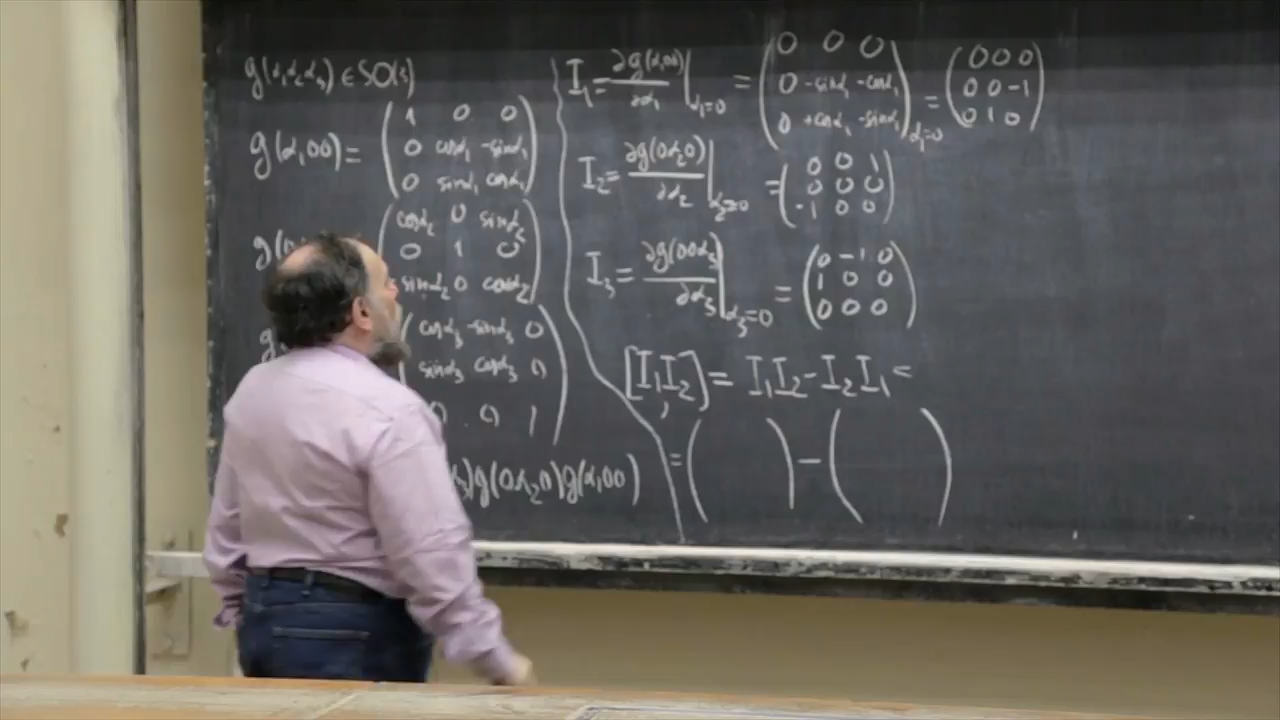 g(α₁α₂α₃) ∈ SO(3)
g(α₁00) =
1 0 0
0 cosα₁ -sinα₁
0 sinα₁ cosα₁
cosα₂ 0 sinα₂
0 1 0
sinα₂ 0 cosα₂
cosα₃ -sinα₃ 0
sinα₃ cosα₃ 0
0 1
g(0α₂0)g(α₁00)
I₁ = ∂g(α₁00)/∂α₁ |α₁=0 =
0 0 0
0 -sinα₁ -cosα₁
0 +cosα₁ -sinα₁
α₁=0 =
0 0 0
0 0 -1
0 1 0
I₂ = ∂g(0α₂0)/∂α₂ |α₂=0 =
0 0 1
0 0 0
-1 0 0
I₃ = ∂g(00α₃)/∂α₃ |α₃=0 =
0 -1 0
1 0 0
0 0 0
[I₁,I₂] = I₁I₂ - I₂I₁ =
= ( ) - ( )